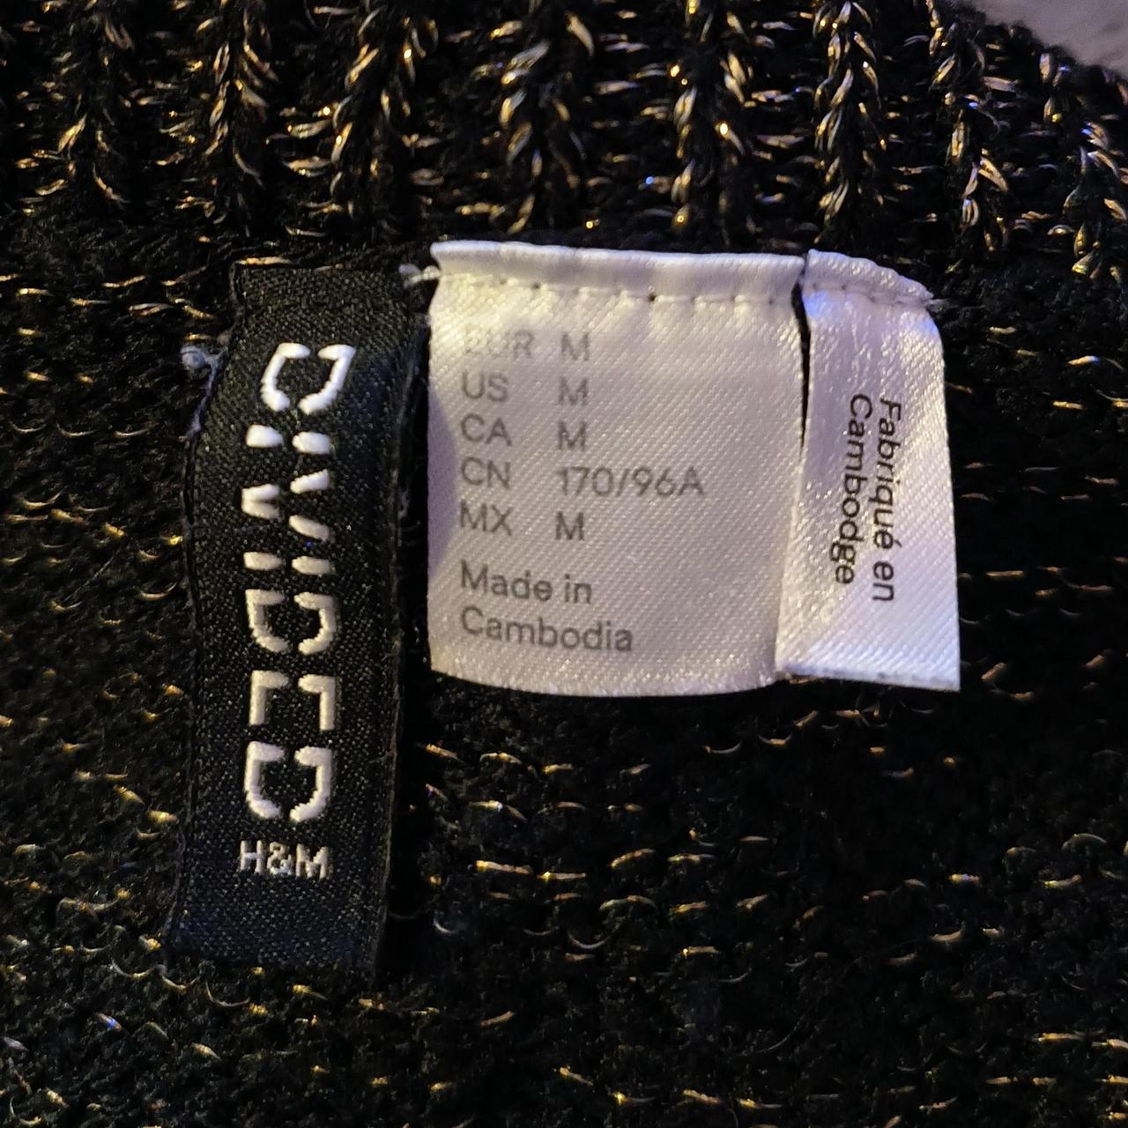 DIVIDED
H&M
EUR M
US M
CA M
CN 170/96A
MX M
Made in
Cambodia
Fabriqué en
Cambodge